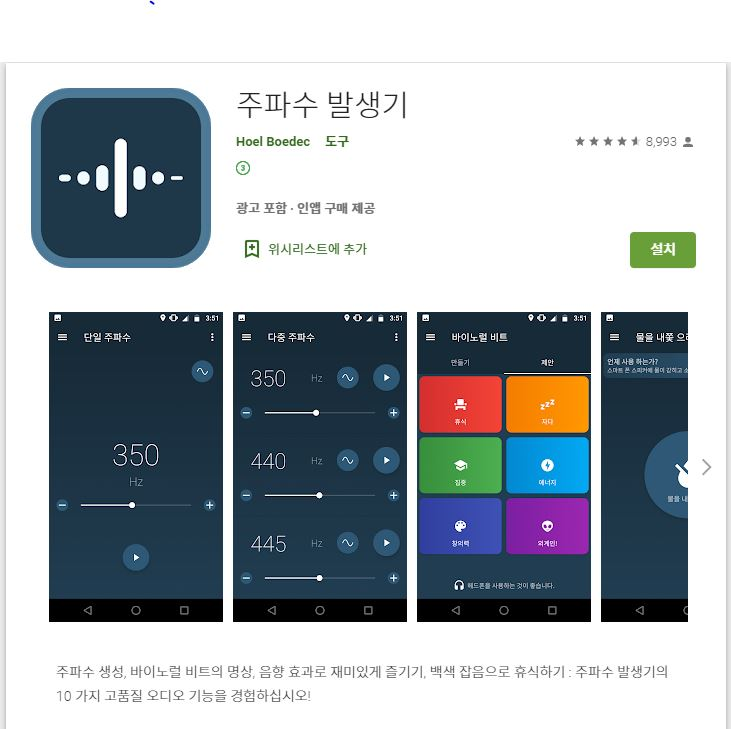 주파수 발생기
Hoel Boedec 도구
8,993
3
광고 포함 · 인앱 구매 제공
위시리스트에 추가
설치
3:51
단일 주파수
350
Hz
3:51
다중 주파수
350 Hz
440 Hz
445 Hz
3:51
바이노럴 비트
만들기 제안
휴식 자다
집중 에너지
창의력 외계인!
헤드폰을 사용하는 것이 좋습니다.
물을 내쫓
언제 사용 하는가?
스마트 폰 스피커에 물이 갇히고
물을 내
주파수 생성, 바이노럴 비트의 명상, 음향 효과로 재미있게 즐기기, 백색 잡음으로 휴식하기 : 주파수 발생기의
10 가지 고품질 오디오 기능을 경험하십시오!